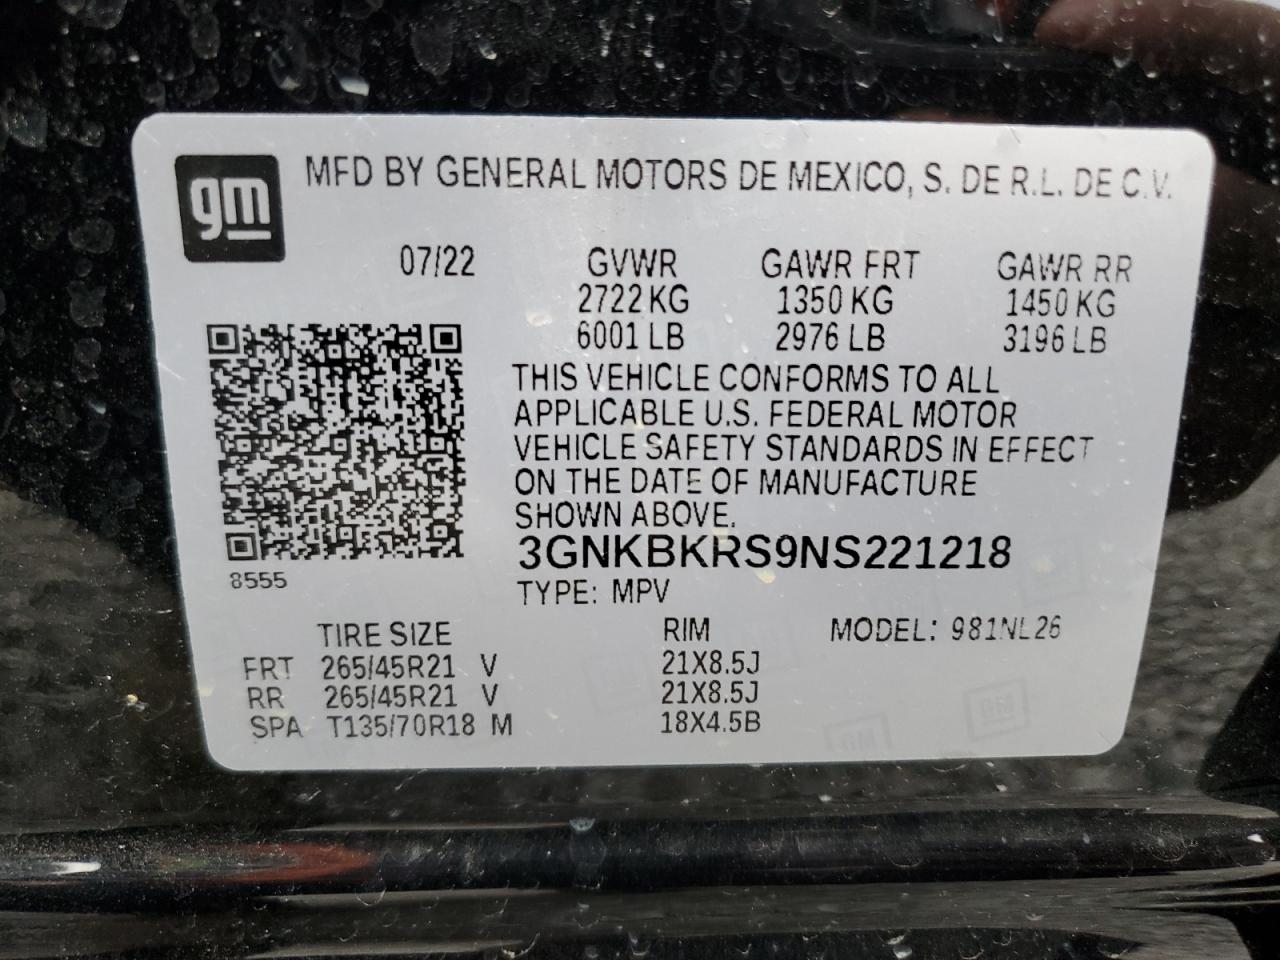 gm MFD BY GENERAL MOTORS DE MEXICO, S. DE R.L. DE C.V.
07/22 GVWR GAWR FRT GAWR RR
2722 KG 1350 KG 1450 KG
6001 LB 2976 LB 3196 LB
THIS VEHICLE CONFORMS TO ALL
APPLICABLE U.S. FEDERAL MOTOR
VEHICLE SAFETY STANDARDS IN EFFECT
ON THE DATE OF MANUFACTURE
SHOWN ABOVE.
3GNKBKRS9NS221218
8555
TYPE: MPV
TIRE SIZE RIM MODEL: 981NL26
FRT 265/45R21 V 21X8.5J
RR 265/45R21 V 21X8.5J
SPA T135/70R18 M 18X4.5B